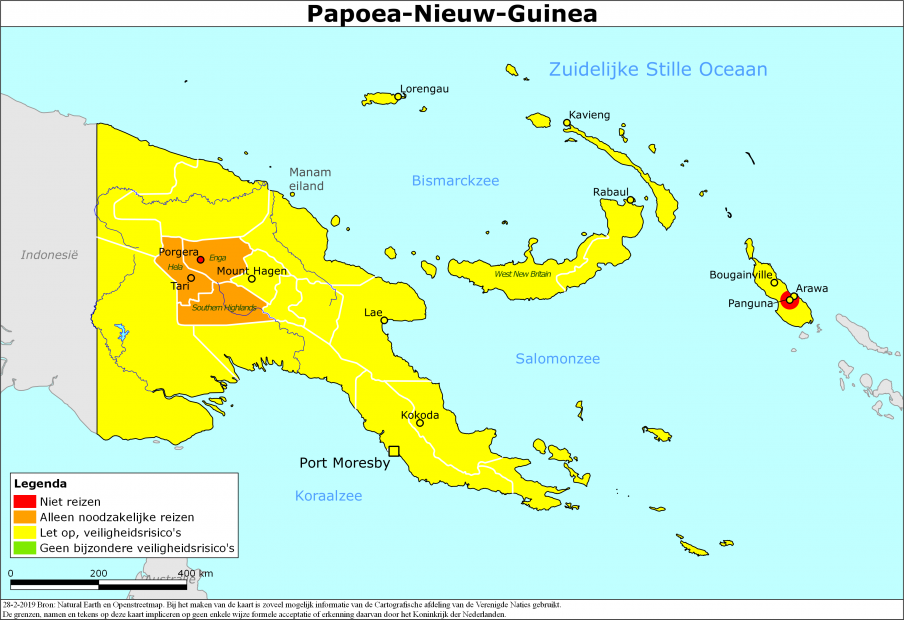 Papoea-Nieuw-Guinea
Zuidelijke Stille Oceaan
Lorengau
Kavieng
Manam
eiland
Bismarckzee
Rabaul
Indonesië
Porgera
Enga
Hela
Mount Hagen
West New Britain
Tari
Bougainville
Arawa
Southern Highlands
Panguna
Lae
Salomonzee
Kokoda
Port Moresby
Koraalzee
Legenda
Niet reizen
Alleen noodzakelijke reizen
Let op, veiligheidsrisico's
Geen bijzondere veiligheidsrisico's
0 200 400 km
Australië
28-2-2019 Bron: Natural Earth en Openstreetmap. Bij het maken van de kaart is zoveel mogelijk informatie van de Cartografische afdeling van de Verenigde Naties gebruikt.
De grenzen, namen en tekens op deze kaart impliceren op geen enkele wijze formele acceptatie of erkenning daarvan door het Koninkrijk der Nederlanden.